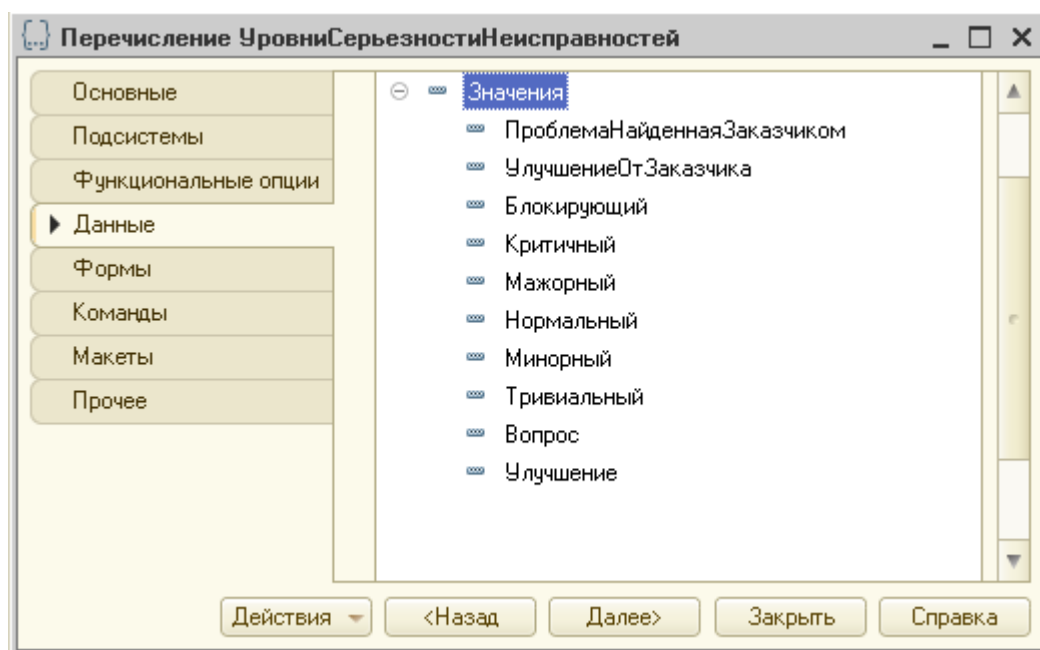 Перечисление УровниСерьезностиНеисправностей
Основные
Подсистемы
Функциональные опции
Данные
Формы
Команды
Макеты
Прочее
Значения
ПроблемаНайденнаяЗаказчиком
УлучшениеОтЗаказчика
Блокирующий
Критичный
Мажорный
Нормальный
Минорный
Тривиальный
Вопрос
Улучшение
Действия
<Назад
Далее>
Закрыть
Справка